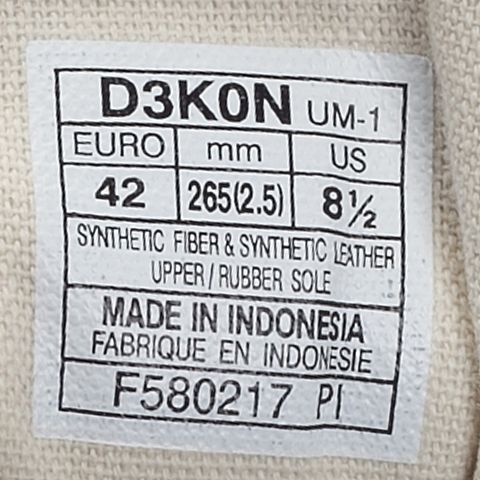 D3K0N UM-1
EURO mm US
42 265(2.5) 8½
SYNTHETIC FIBER & SYNTHETIC LEATHER
UPPER / RUBBER SOLE
MADE IN INDONESIA
FABRIQUE EN INDONESIE
F580217 PI